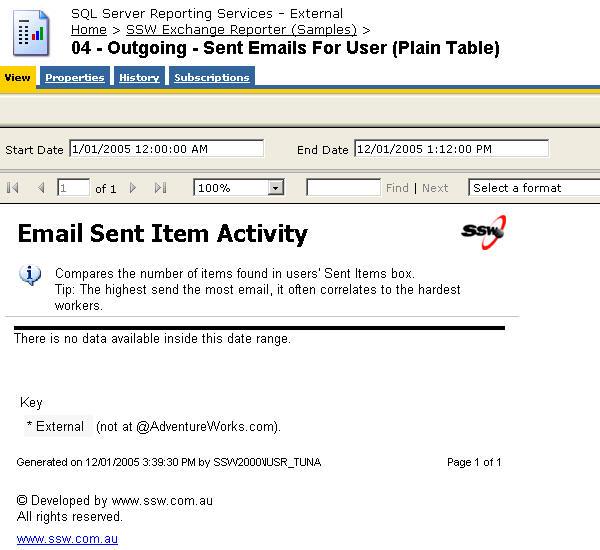 SQL Server Reporting Services - External
Home > SSW Exchange Reporter (Samples) >
04 - Outgoing - Sent Emails For User (Plain Table)
View Properties History Subscriptions
Start Date 1/01/2005 12:00:00 AM End Date 12/01/2005 1:12:00 PM
1 of 1 100% Find | Next Select a format
Email Sent Item Activity
SSW
Compares the number of items found in users' Sent Items box.
Tip: The highest send the most email, it often correlates to the hardest
workers.
There is no data available inside this date range.
Key
* External (not at @AdventureWorks.com).
Generated on 12/01/2005 3:39:30 PM by SSW2000\IUSR_TUNA Page 1 of 1
© Developed by www.ssw.com.au
All rights reserved.
www.ssw.com.au